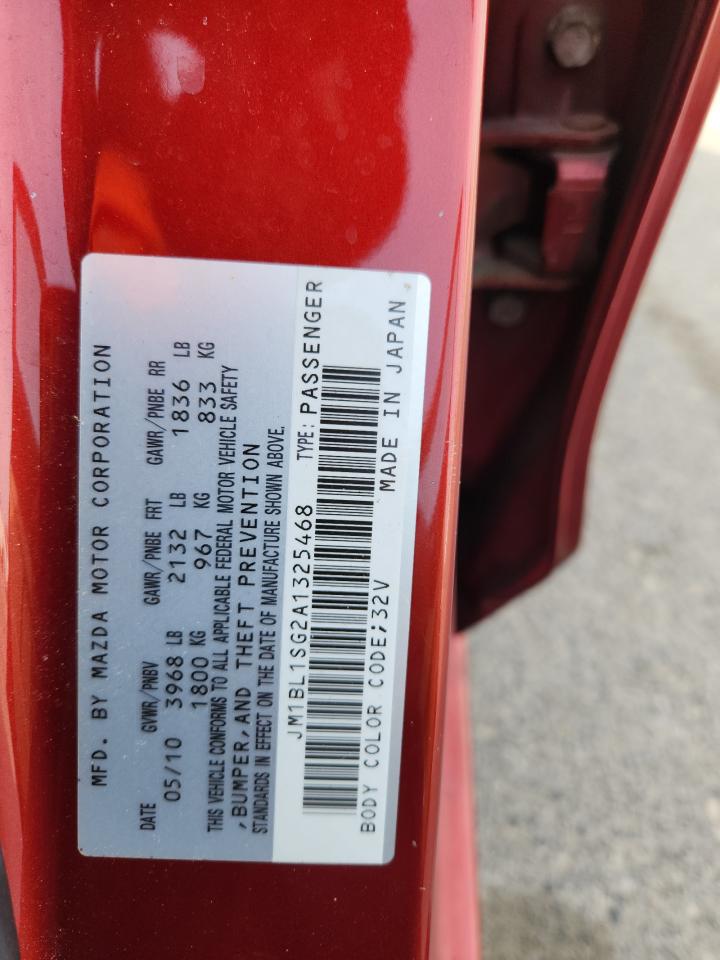 MFD. BY MAZDA MOTOR CORPORATION
DATE GVWR/PNBV GAWR/PNBE FRT GAWR/PNBE RR
05/10 3968 LB 2132 LB 1836 LB
1800 KG 967 KG 833 KG
THIS VEHICLE CONFORMS TO ALL APPLICABLE FEDERAL MOTOR VEHICLE SAFETY
,BUMPER,AND THEFT PREVENTION
STANDARDS IN EFFECT ON THE DATE OF MANUFACTURE SHOWN ABOVE.
JM1BL1SG2A1325468 TYPE: PASSENGER
BODY COLOR CODE;32V MADE IN JAPAN